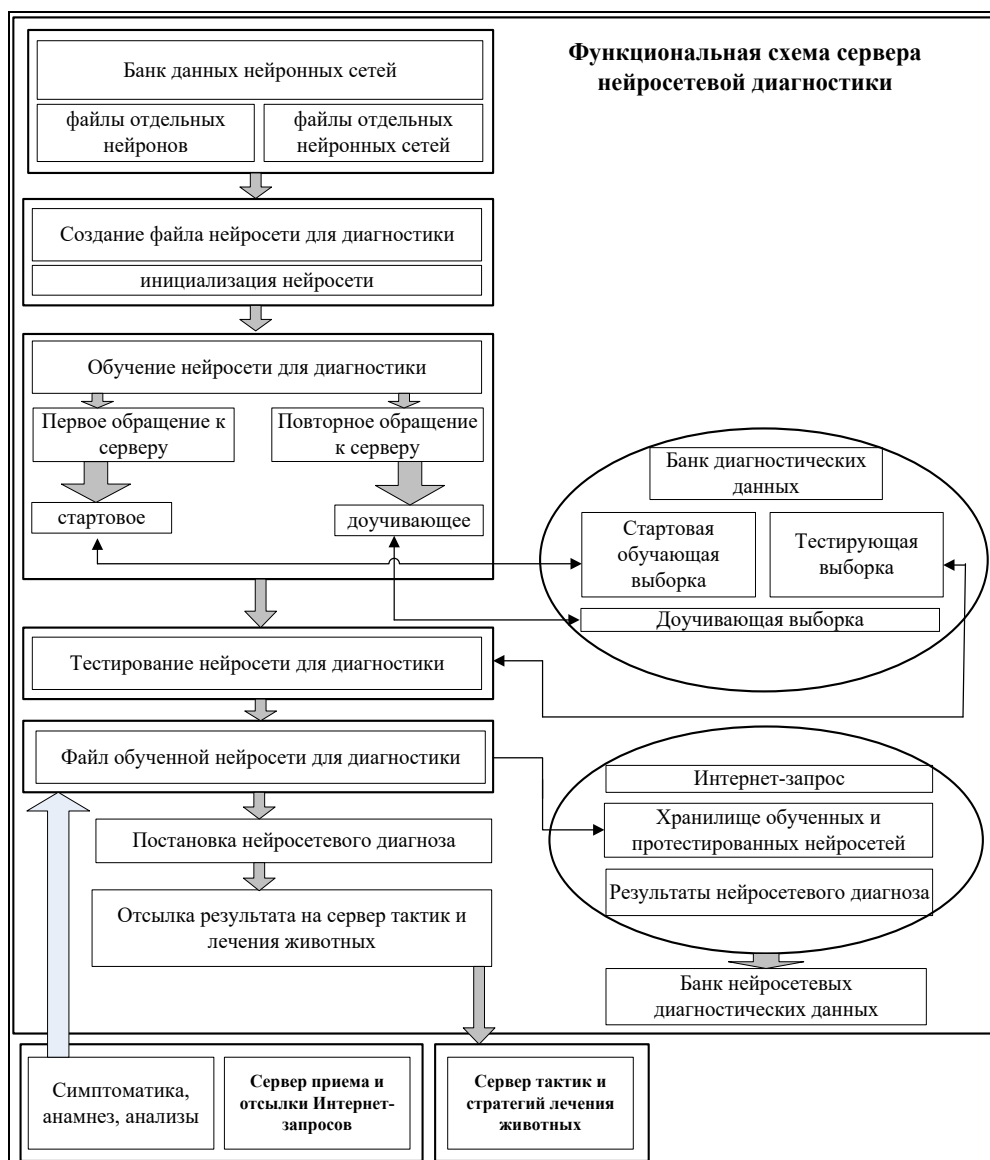 Функциональная схема сервера
нейросетевой диагностики
Банк данных нейронных сетей
файлы отдельных
нейронов
файлы отдельных
нейронных сетей
Создание файла нейросети для диагностики
инициализация нейросети
Обучение нейросети для диагностики
Первое обращение к
серверу
Повторное обращение
к серверу
стартовое
доучивающее
Банк диагностических
данных
Стартовая
обучающая
выборка
Тестирующая
выборка
Доучивающая выборка
Тестирование нейросети для диагностики
Файл обученной нейросети для диагностики
Интернет-запрос
Хранилище обученных и
протестированных нейросетей
Результаты нейросетевого диагноза
Постановка нейросетевого диагноза
Отсылка результата на сервер тактик и
лечения животных
Банк нейросетевых
диагностических данных
Симптоматика,
анамнез, анализы
Сервер приема и
отсылки Интернет-
запросов
Сервер тактик и
стратегий лечения
животных